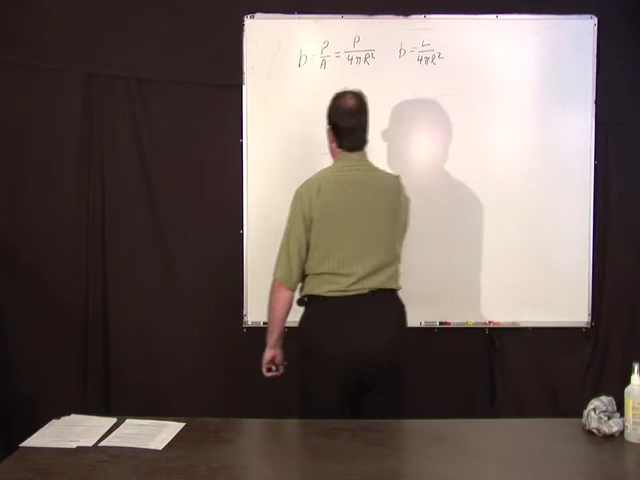 b = P/A = P/4πR² b = L/4πR²